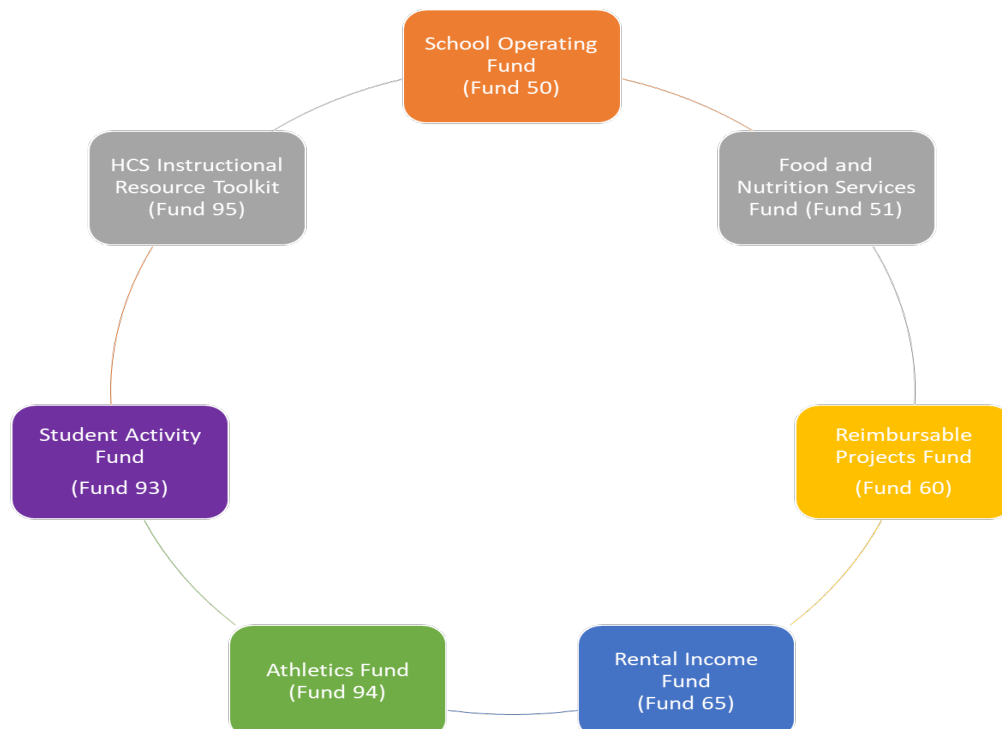 School Operating
Fund
(Fund 50)
HCS Instructional
Resource Toolkit
(Fund 95)
Food and
Nutrition Services
Fund (Fund 51)
Student Activity
Fund
(Fund 93)
Reimbursable
Projects Fund
(Fund 60)
Athletics Fund
(Fund 94)
Rental Income
Fund
(Fund 65)